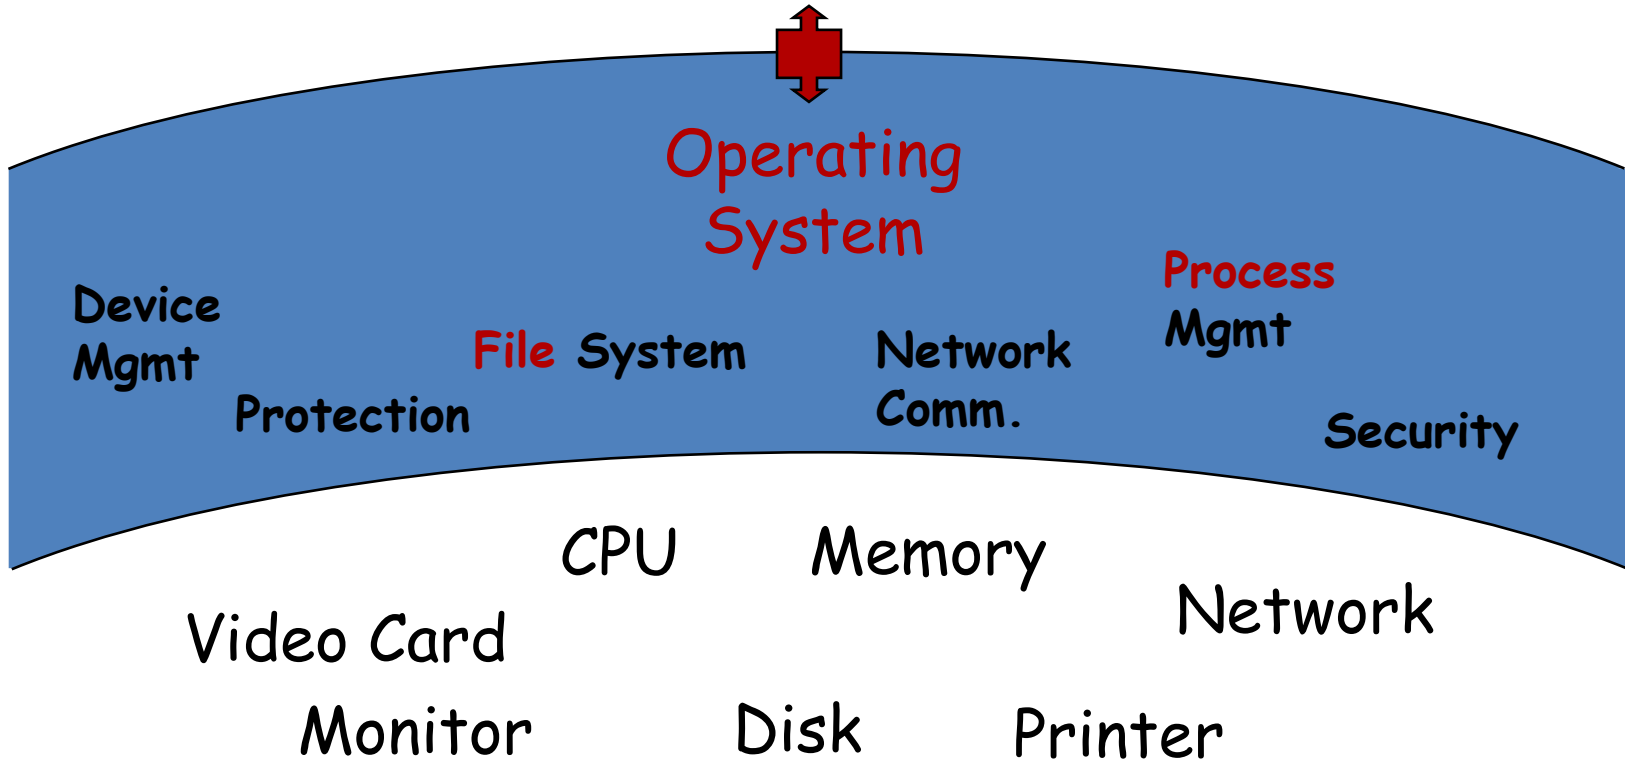 Operating
System
Device
Mgmt
Protection
File System
Network
Comm.
Process
Mgmt
Security
CPU
Memory
Video Card
Network
Monitor
Disk
Printer